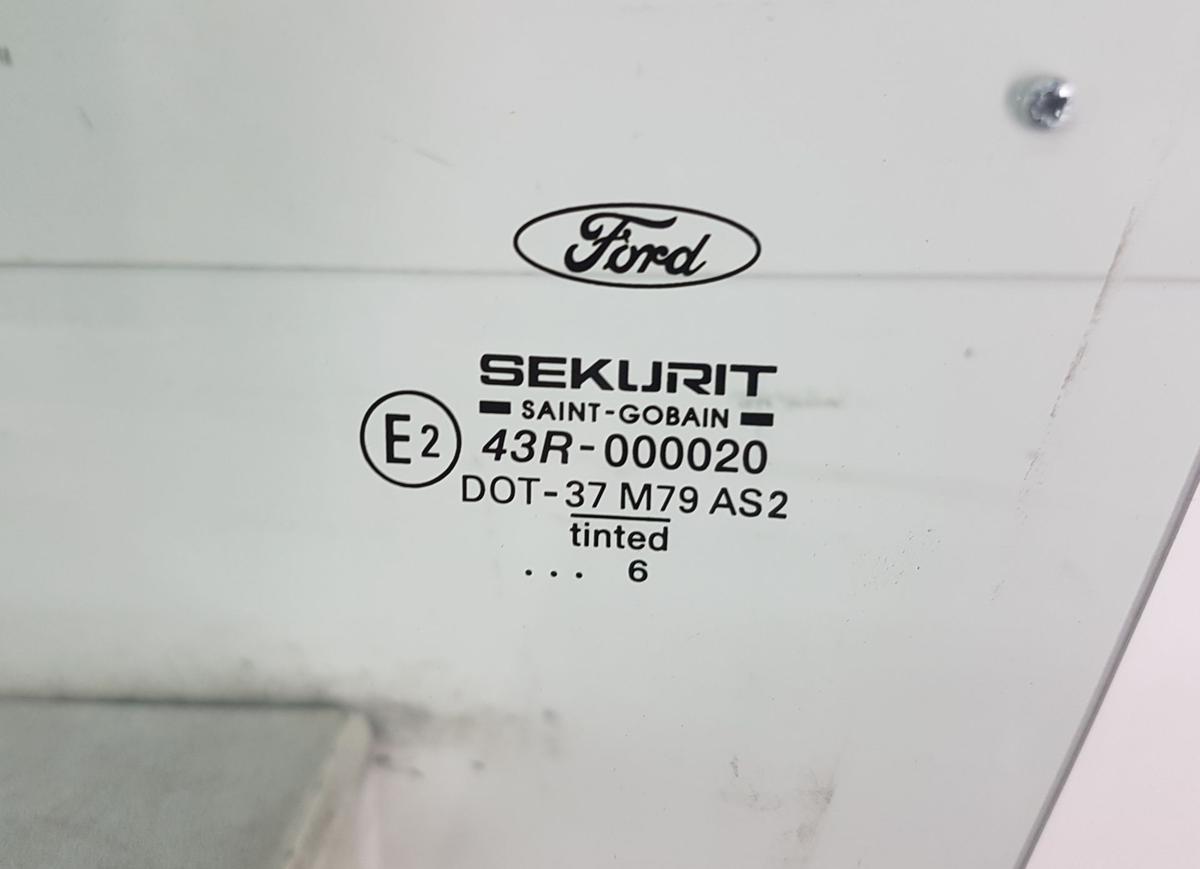 Ford
SEKURIT
SAINT-GOBAIN
E2 43R-000020
DOT-37 M79 AS2
tinted
... 6